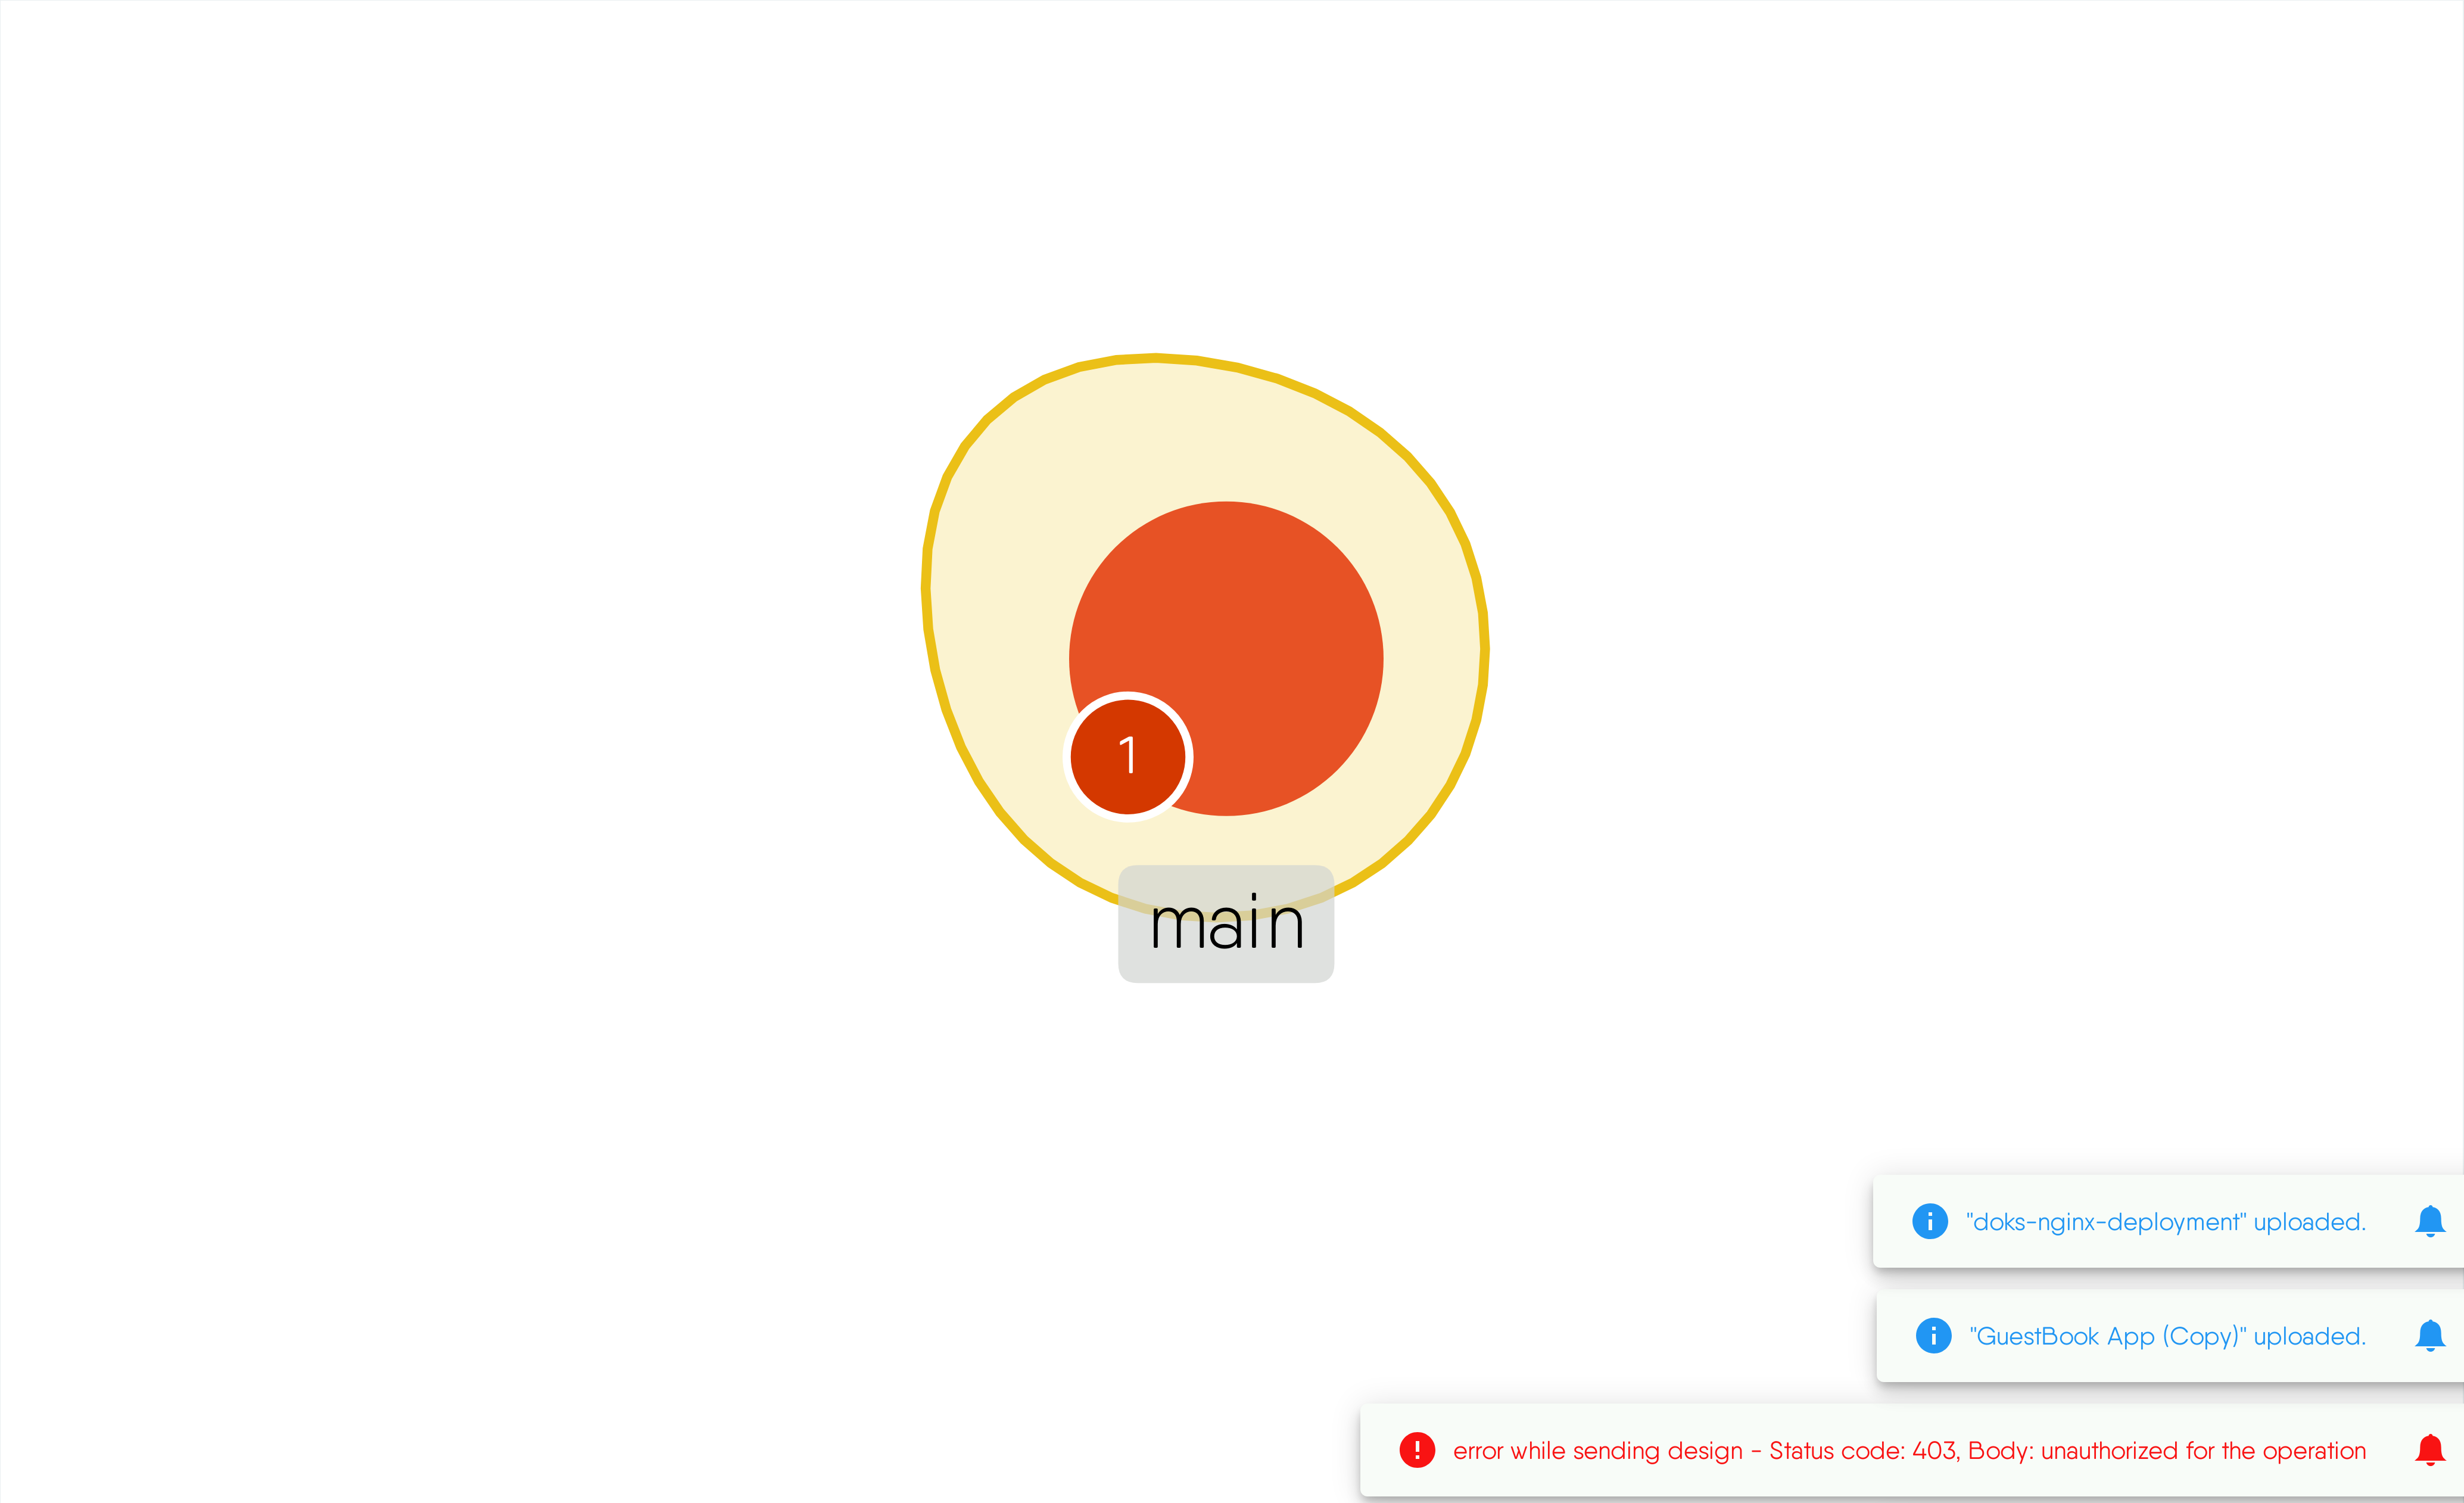 1
main
"doks-nginx-deployment" uploaded.
"GuestBook App (Copy)" uploaded.
error while sending design - Status code: 403, Body: unauthorized for the operation